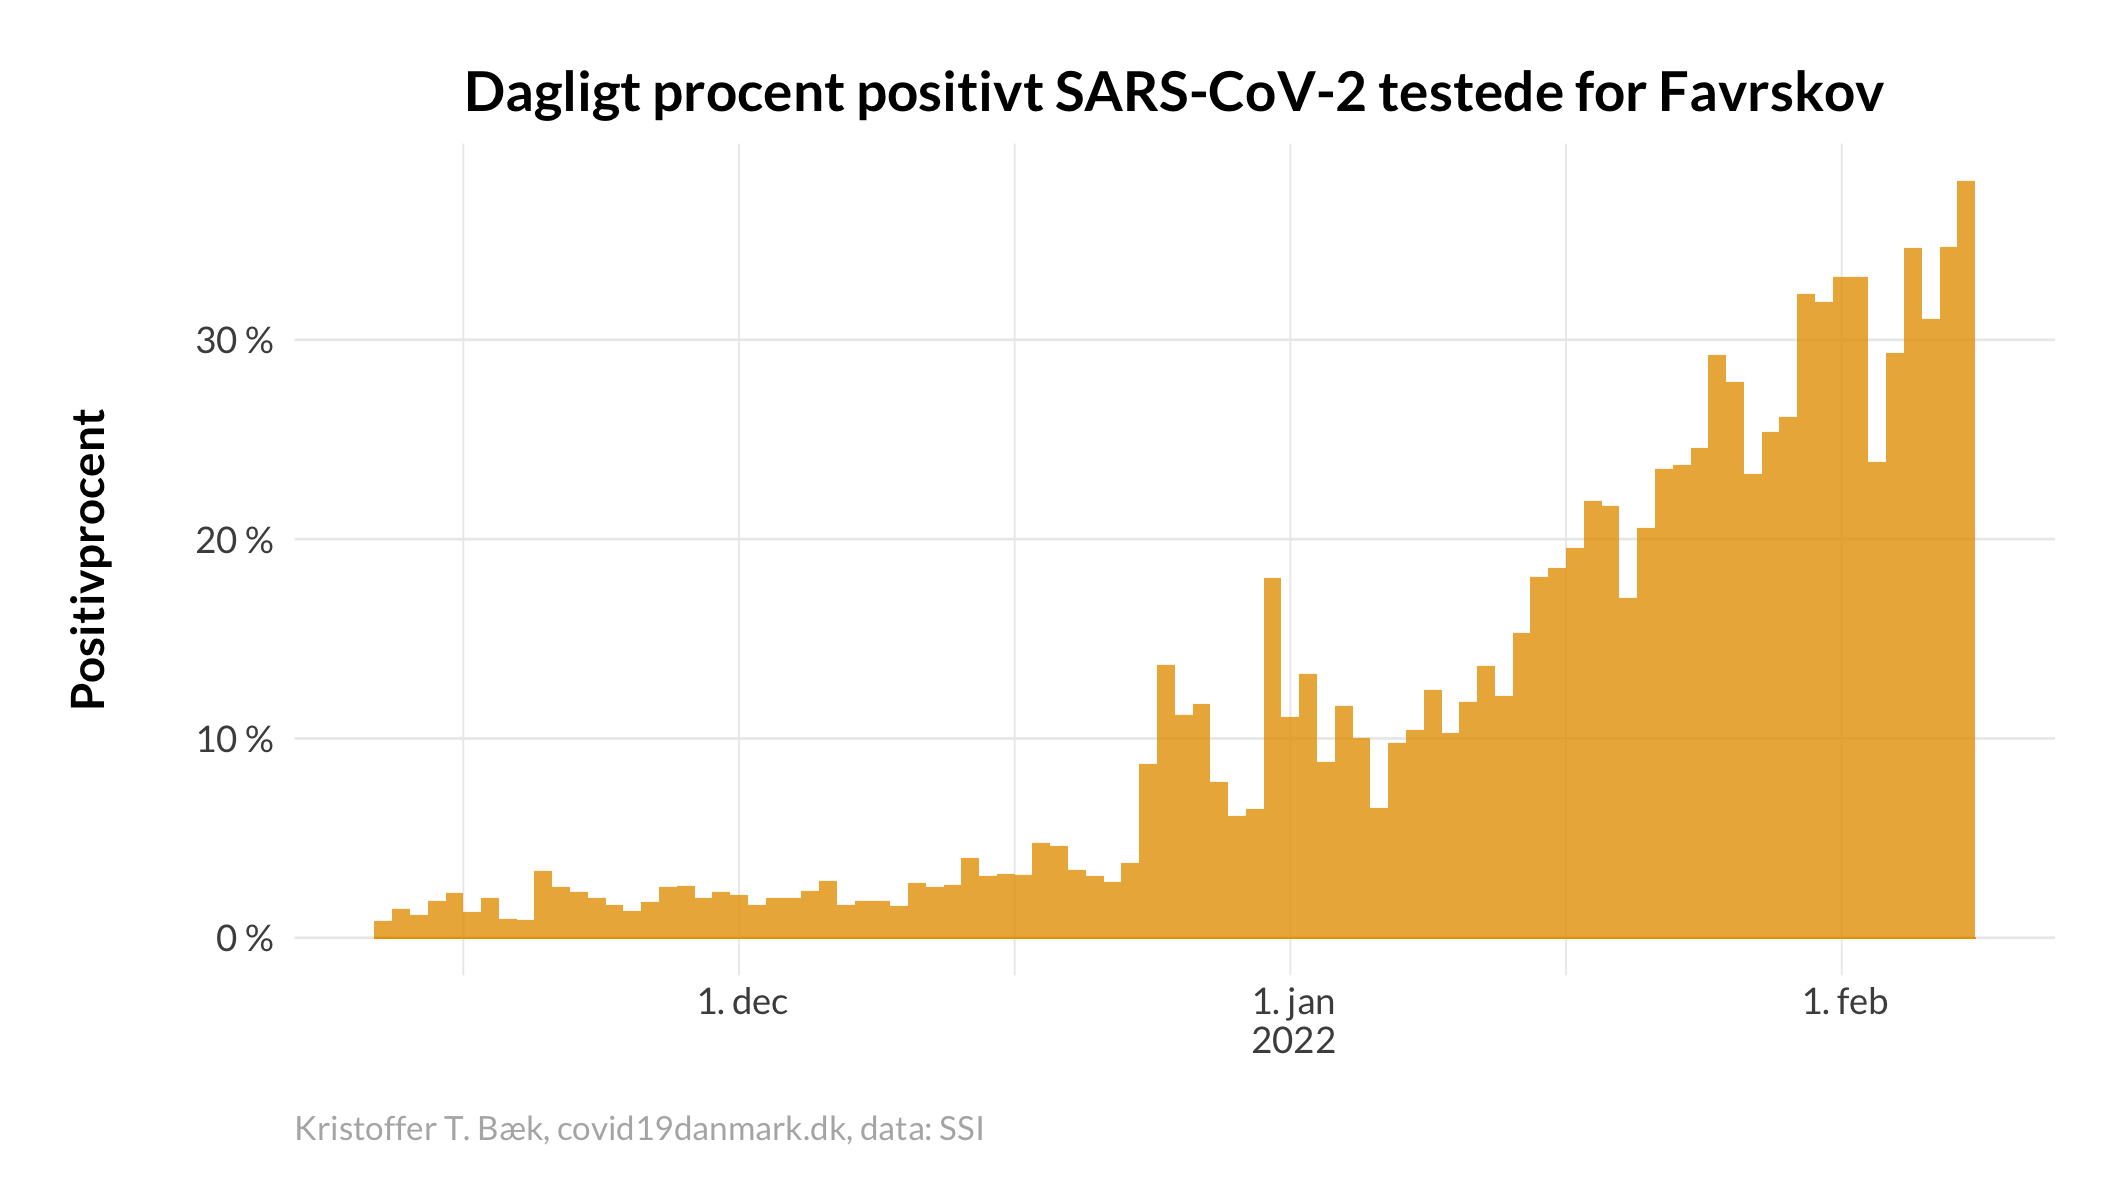 Dagligt procent positivt SARS-CoV-2 testede for Favrskov
Positivprocent
30 %
20 %
10 %
0 %
1. dec
1. jan
2022
1. feb
Kristoffer T. Bæk, covid19danmark.dk, data: SSI